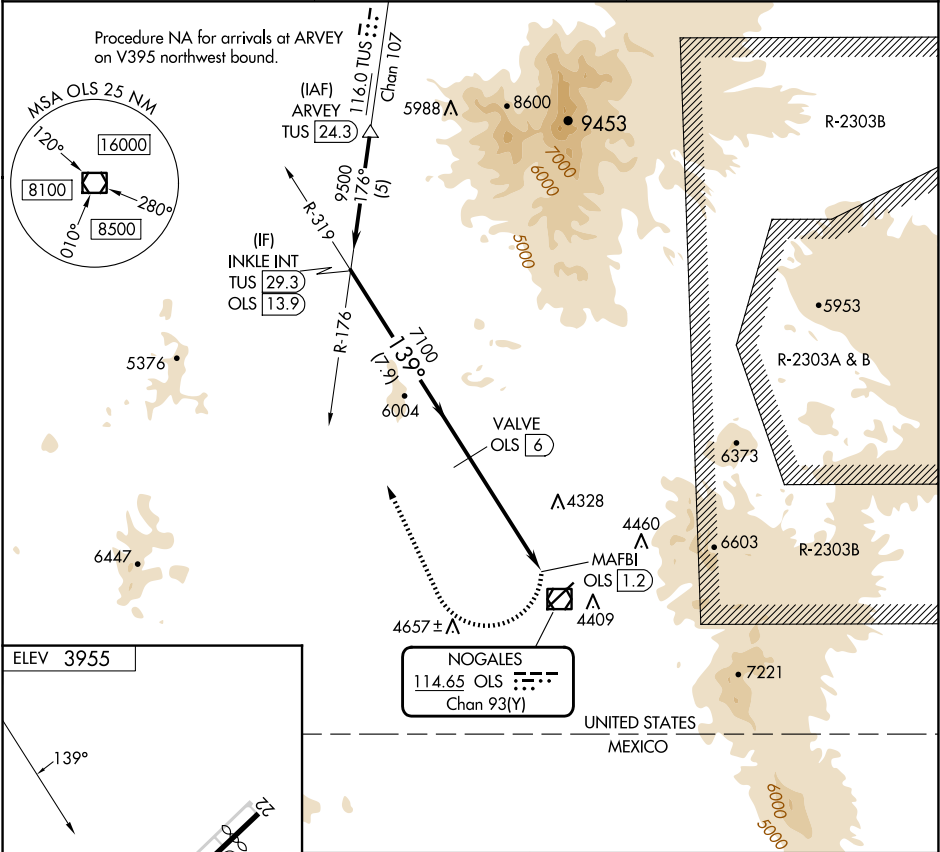 Procedure NA for arrivals at ARVEY
on V395 northwest bound.
MSA OLS 25 NM
120°
16000
8100
280°
8500
010°
116.0 TUS
Chan 107
(IAF)
ARVEY
TUS 24.3
9500
176°
(5)
5988
8600
9453
7000
6000
5000
R-2303B
R-319
(IF)
INKLE INT
TUS 29.3
OLS 13.9
R-176
7100
139°
(7.9)
6004
5376
5953
R-2303A & B
VALVE
OLS 6
6373
4328
4460
6603
R-2303B
6447
MAFBI
OLS 1.2
4409
4657±
NOGALES
114.65 OLS
Chan 93(Y)
7221
UNITED STATES
MEXICO
6000
5000
ELEV 3955
139°
22